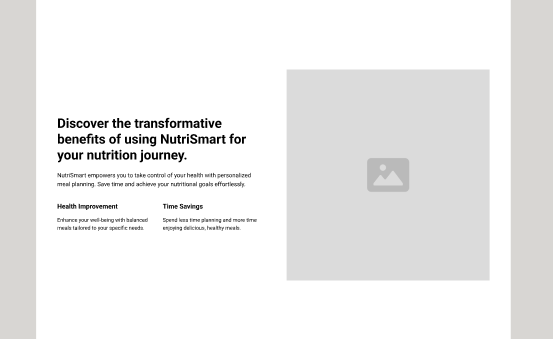 Discover the transformative
benefits of using NutriSmart for
your nutrition journey.
NutriSmart empowers you to take control of your health with personalized
meal planning. Save time and achieve your nutritional goals effortlessly.
Health Improvement
Enhance your well-being with balanced
meals tailored to your specific needs.
Time Savings
Spend less time planning and more time
enjoying delicious, healthy meals.